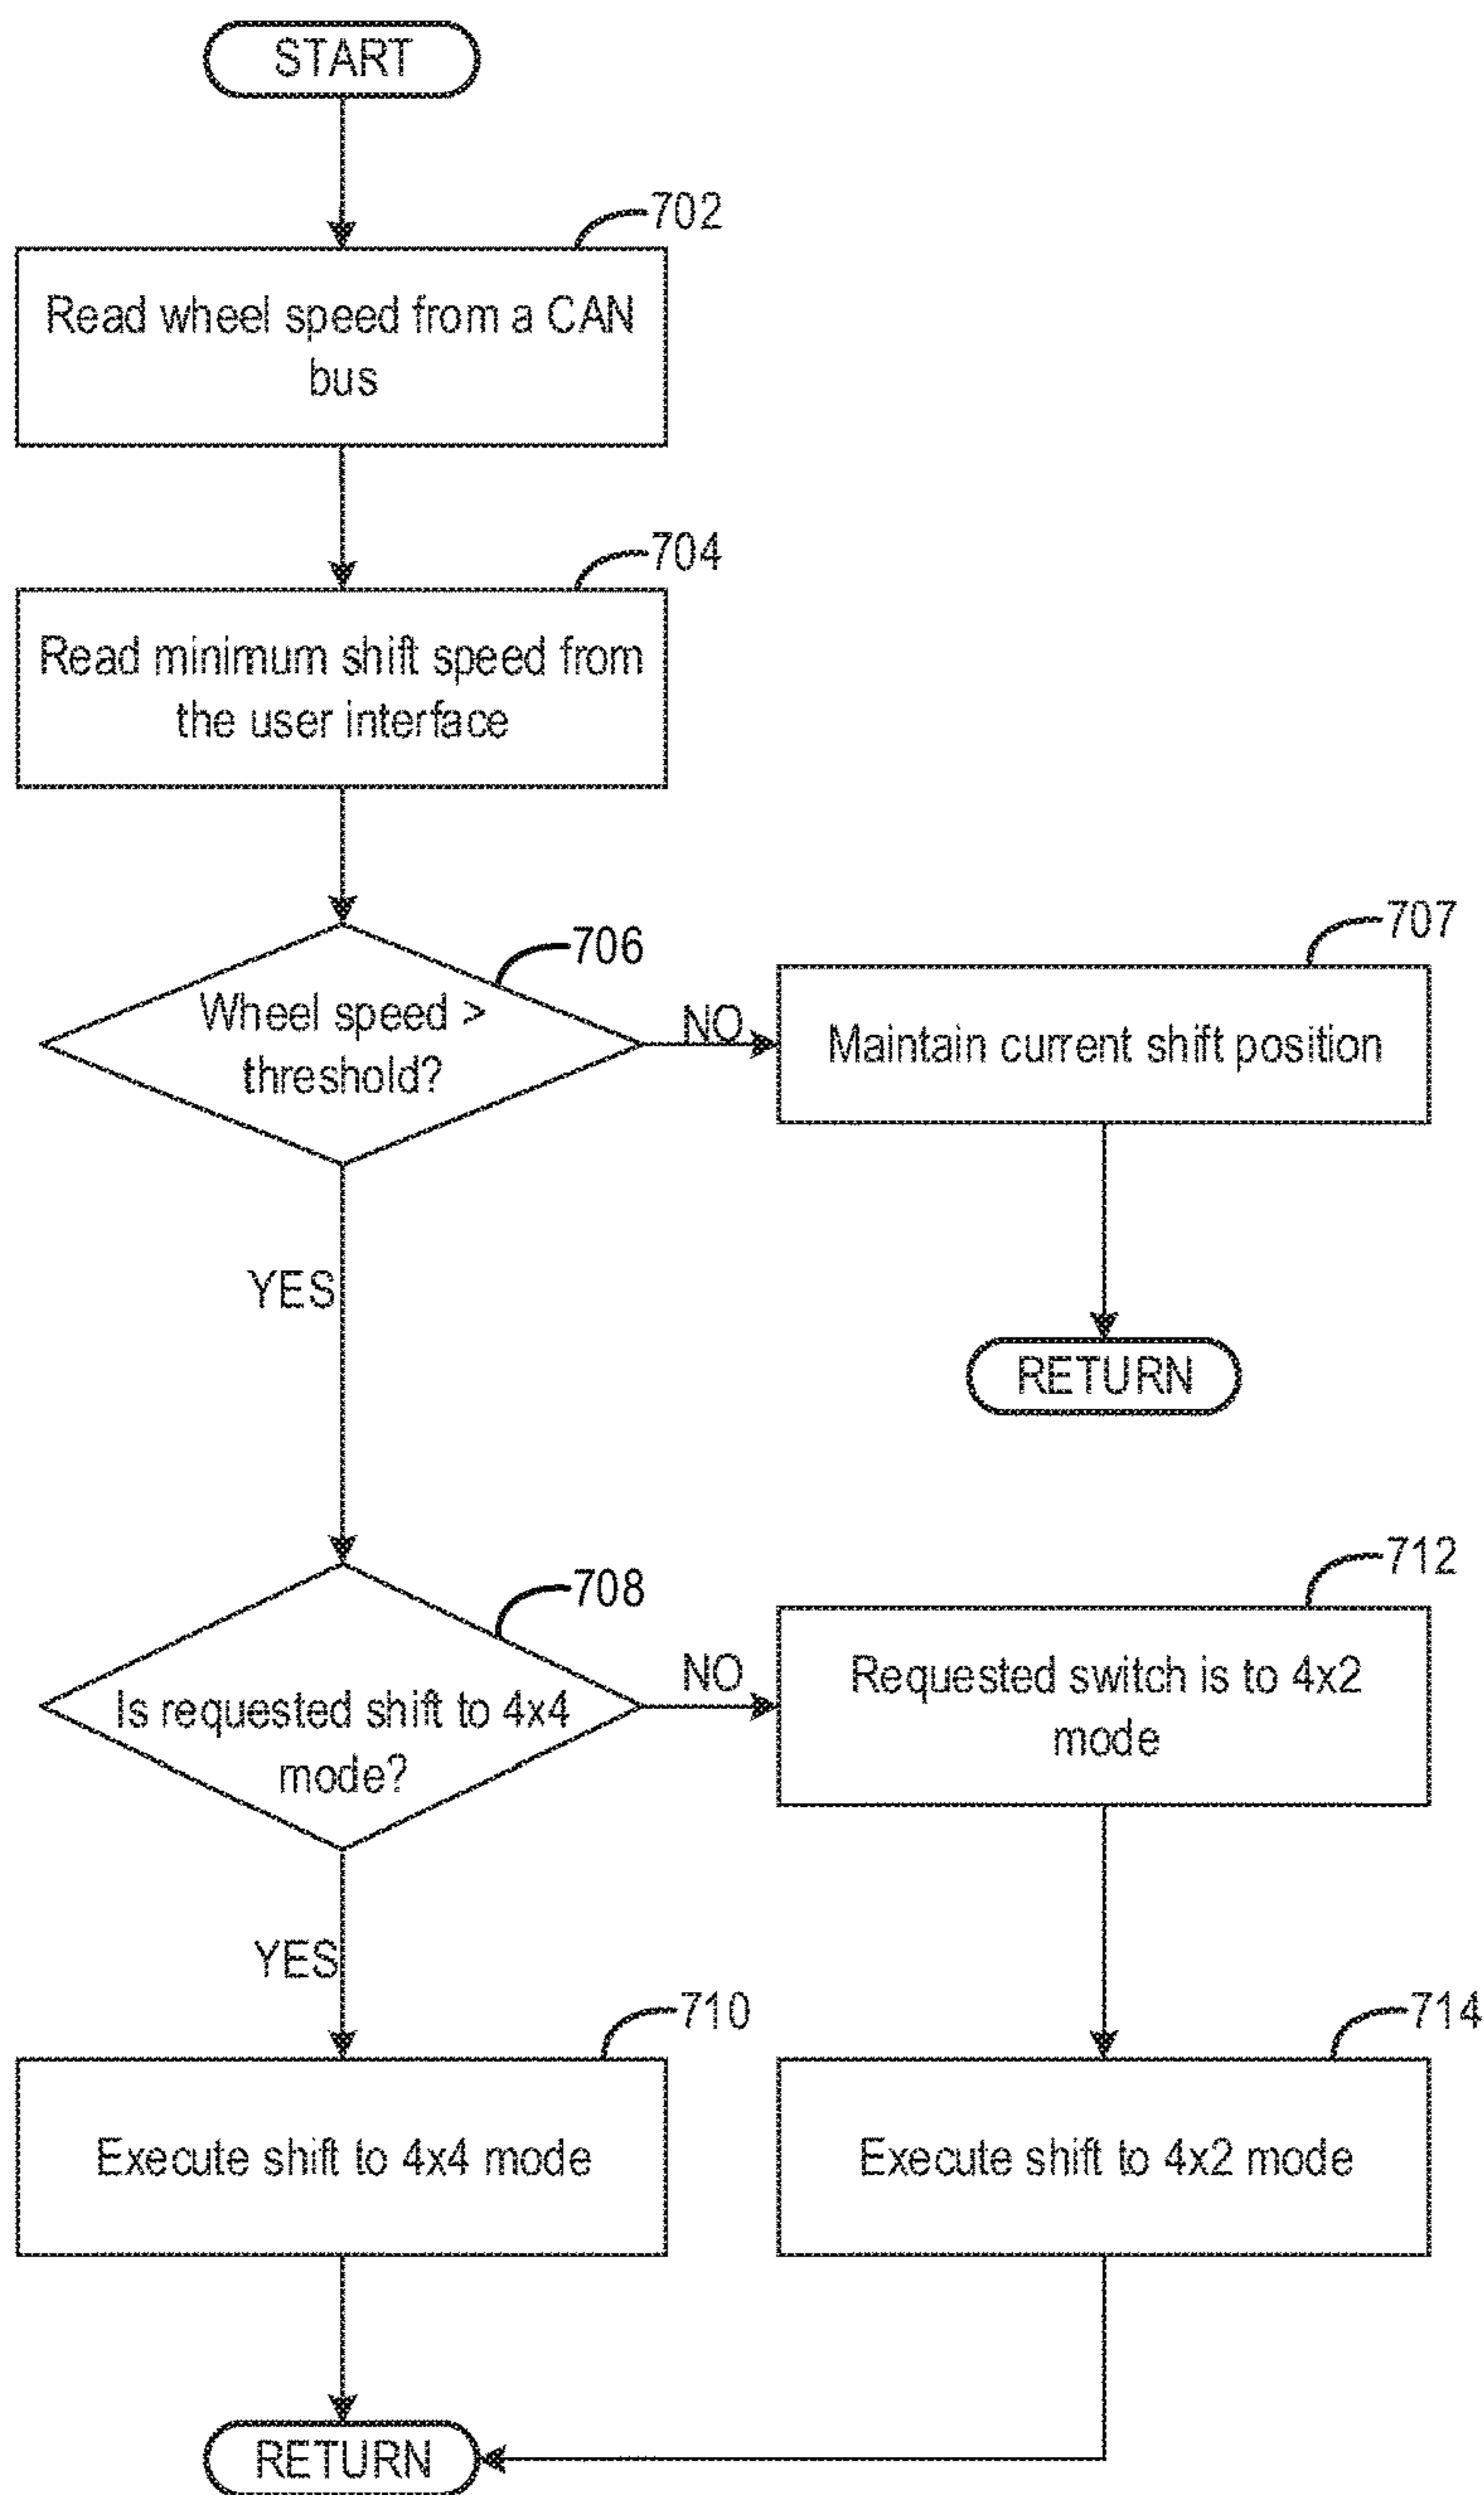 START
702
Read wheel speed from a CAN
bus
704
Read minimum shift speed from
the user interface
706
Wheel speed >
threshold?
NO
707
Maintain current shift position
YES
RETURN
708
Is requested shift to 4x4
mode?
NO
712
Requested switch is to 4x2
mode
YES
710
Execute shift to 4x4 mode
714
Execute shift to 4x2 mode
RETURN